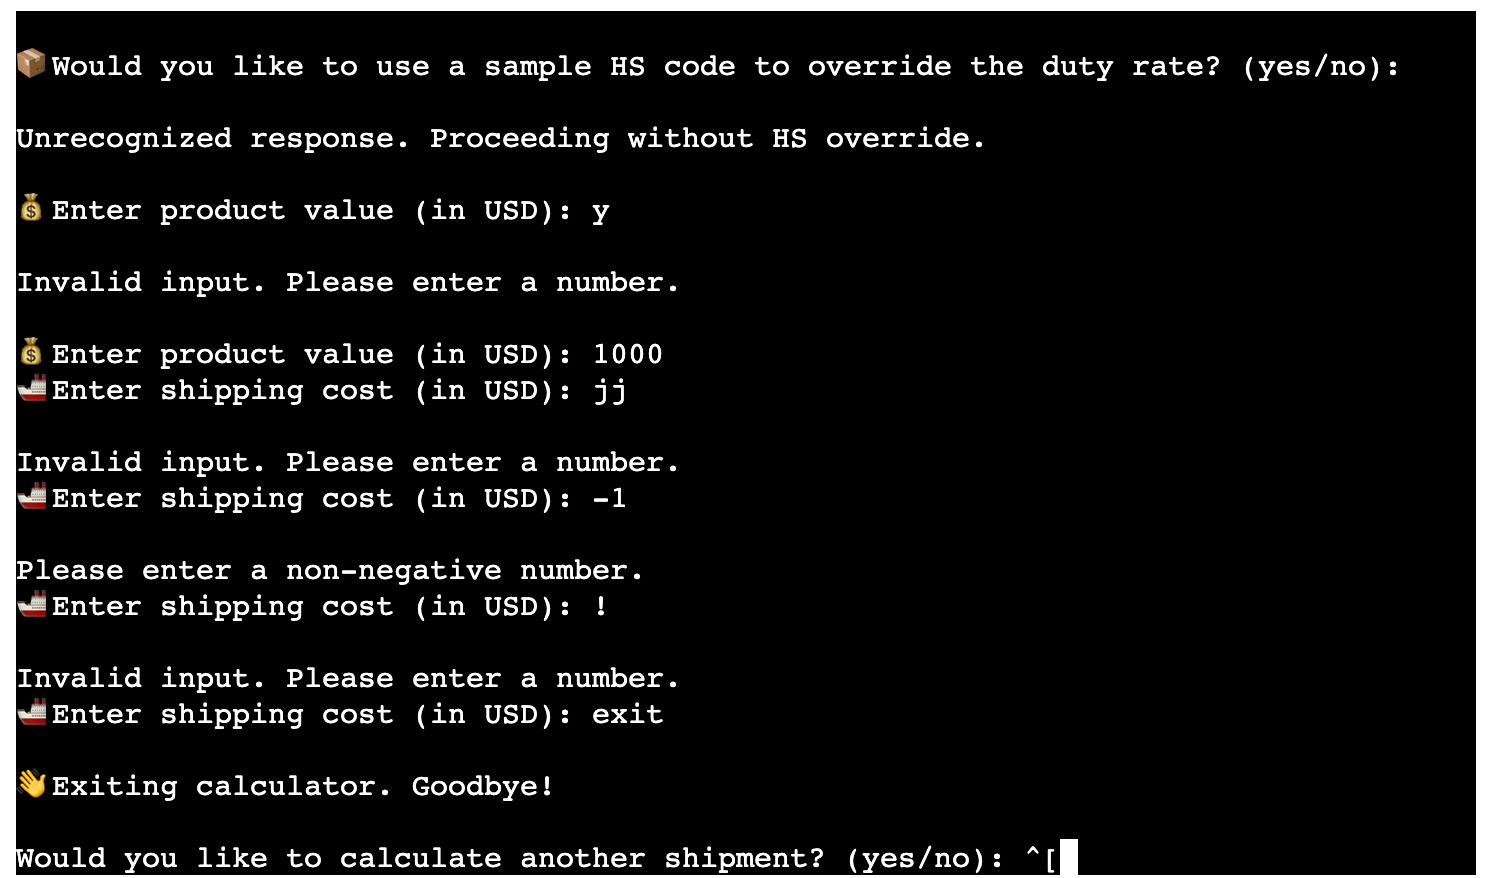 📦Would you like to use a sample HS code to override the duty rate? (yes/no):
Unrecognized response. Proceeding without HS override.
💰Enter product value (in USD): y
Invalid input. Please enter a number.
💰Enter product value (in USD): 1000
🚢Enter shipping cost (in USD): jj
Invalid input. Please enter a number.
🚢Enter shipping cost (in USD): -1
Please enter a non-negative number.
🚢Enter shipping cost (in USD): !
Invalid input. Please enter a number.
🚢Enter shipping cost (in USD): exit
👋Exiting calculator. Goodbye!
Would you like to calculate another shipment? (yes/no): ^[